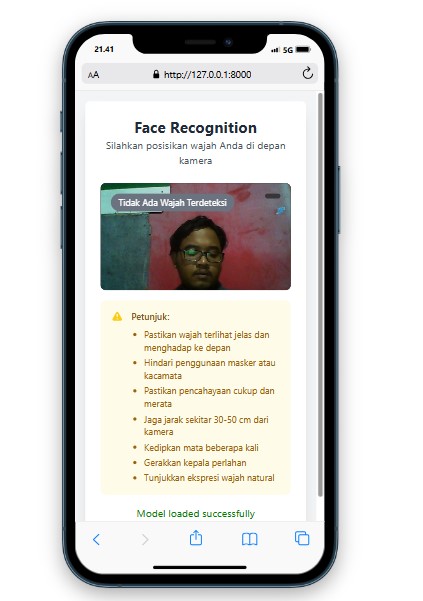 21.41
5G
AA
http://127.0.0.1:8000
Face Recognition
Silahkan posisikan wajah Anda di depan
kamera
Tidak Ada Wajah Terdeteksi
Petunjuk:
• Pastikan wajah terlihat jelas dan
menghadap ke depan
• Hindari penggunaan masker atau
kacamata
• Pastikan pencahayaan cukup dan
merata
• Jaga jarak sekitar 30-50 cm dari
kamera
• Kedipkan mata beberapa kali
• Gerakkan kepala perlahan
• Tunjukkan ekspresi wajah natural
Model loaded successfully